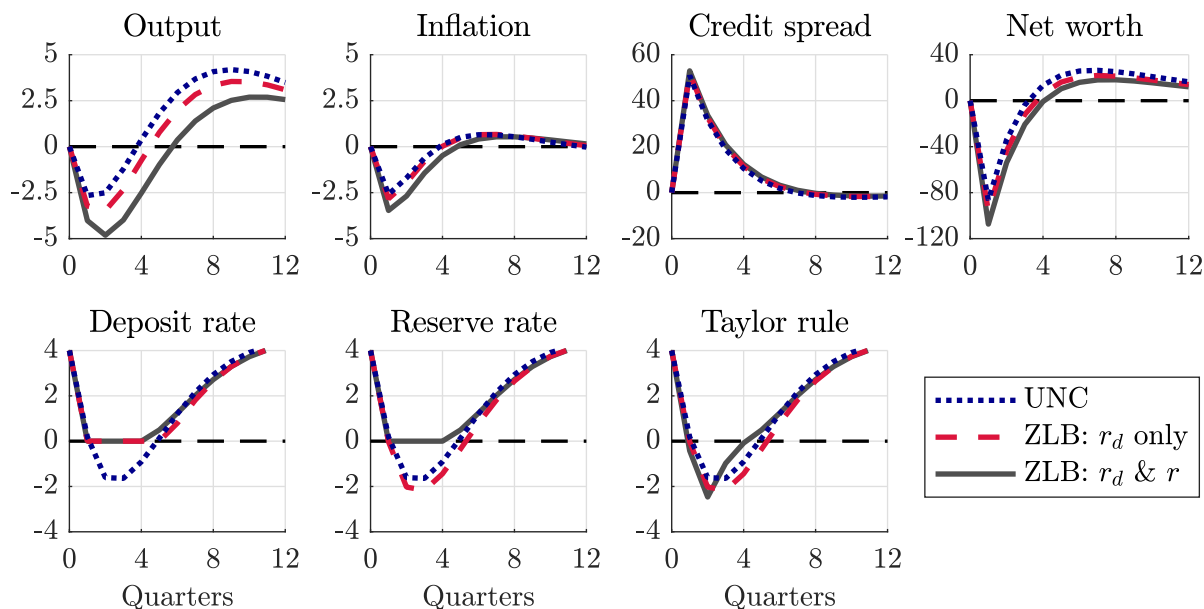 Output Inflation Credit spread Net worth
5 5 60 40
2.5 2.5 40 0
0 0 20 -40
-2.5 -2.5 0 -80
-5 -5 -20 -120
0 4 8 12 0 4 8 12 0 4 8 12 0 4 8 12
Deposit rate Reserve rate Taylor rule
4 4 4
2 2 2
0 0 0
-2 -2 -2
-4 -4 -4
0 4 8 12 0 4 8 12 0 4 8 12
Quarters Quarters Quarters
UNC
ZLB: r_d only
ZLB: r_d & r